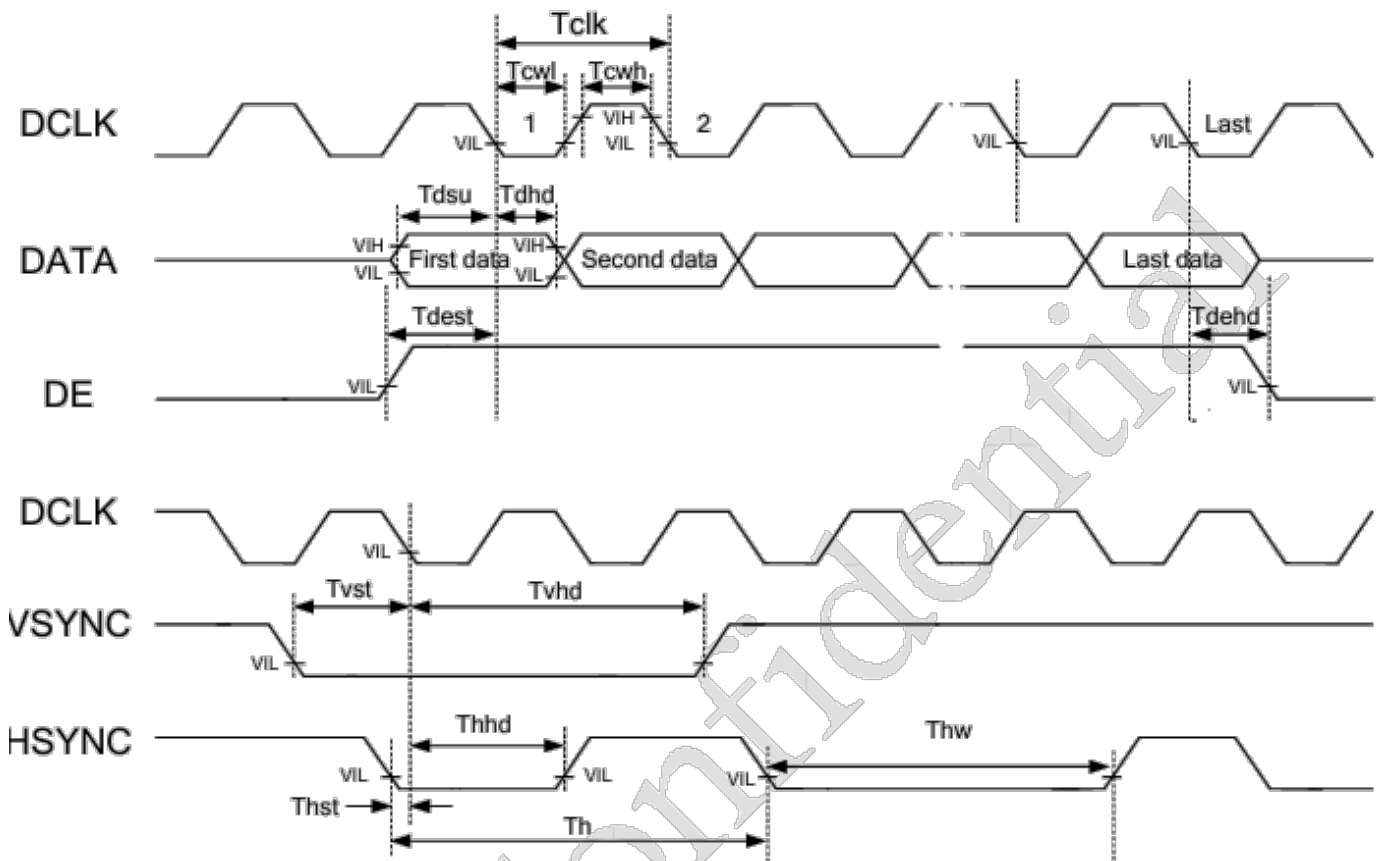 Tclk
Tcwl Tcwh
DCLK VIL 1 VIH VIL 2 VIL VIL Last
Tdsu Tdhd
DATA VIH VIL First data VIH VIL Second data Last data
Tdest Tdehd
DE VIL VIL
DCLK VIL
Tvst Tvhd
VSYNC VIL
HSYNC Thhd Thw
VIL VIL VIL
Thst
Th
onfidential